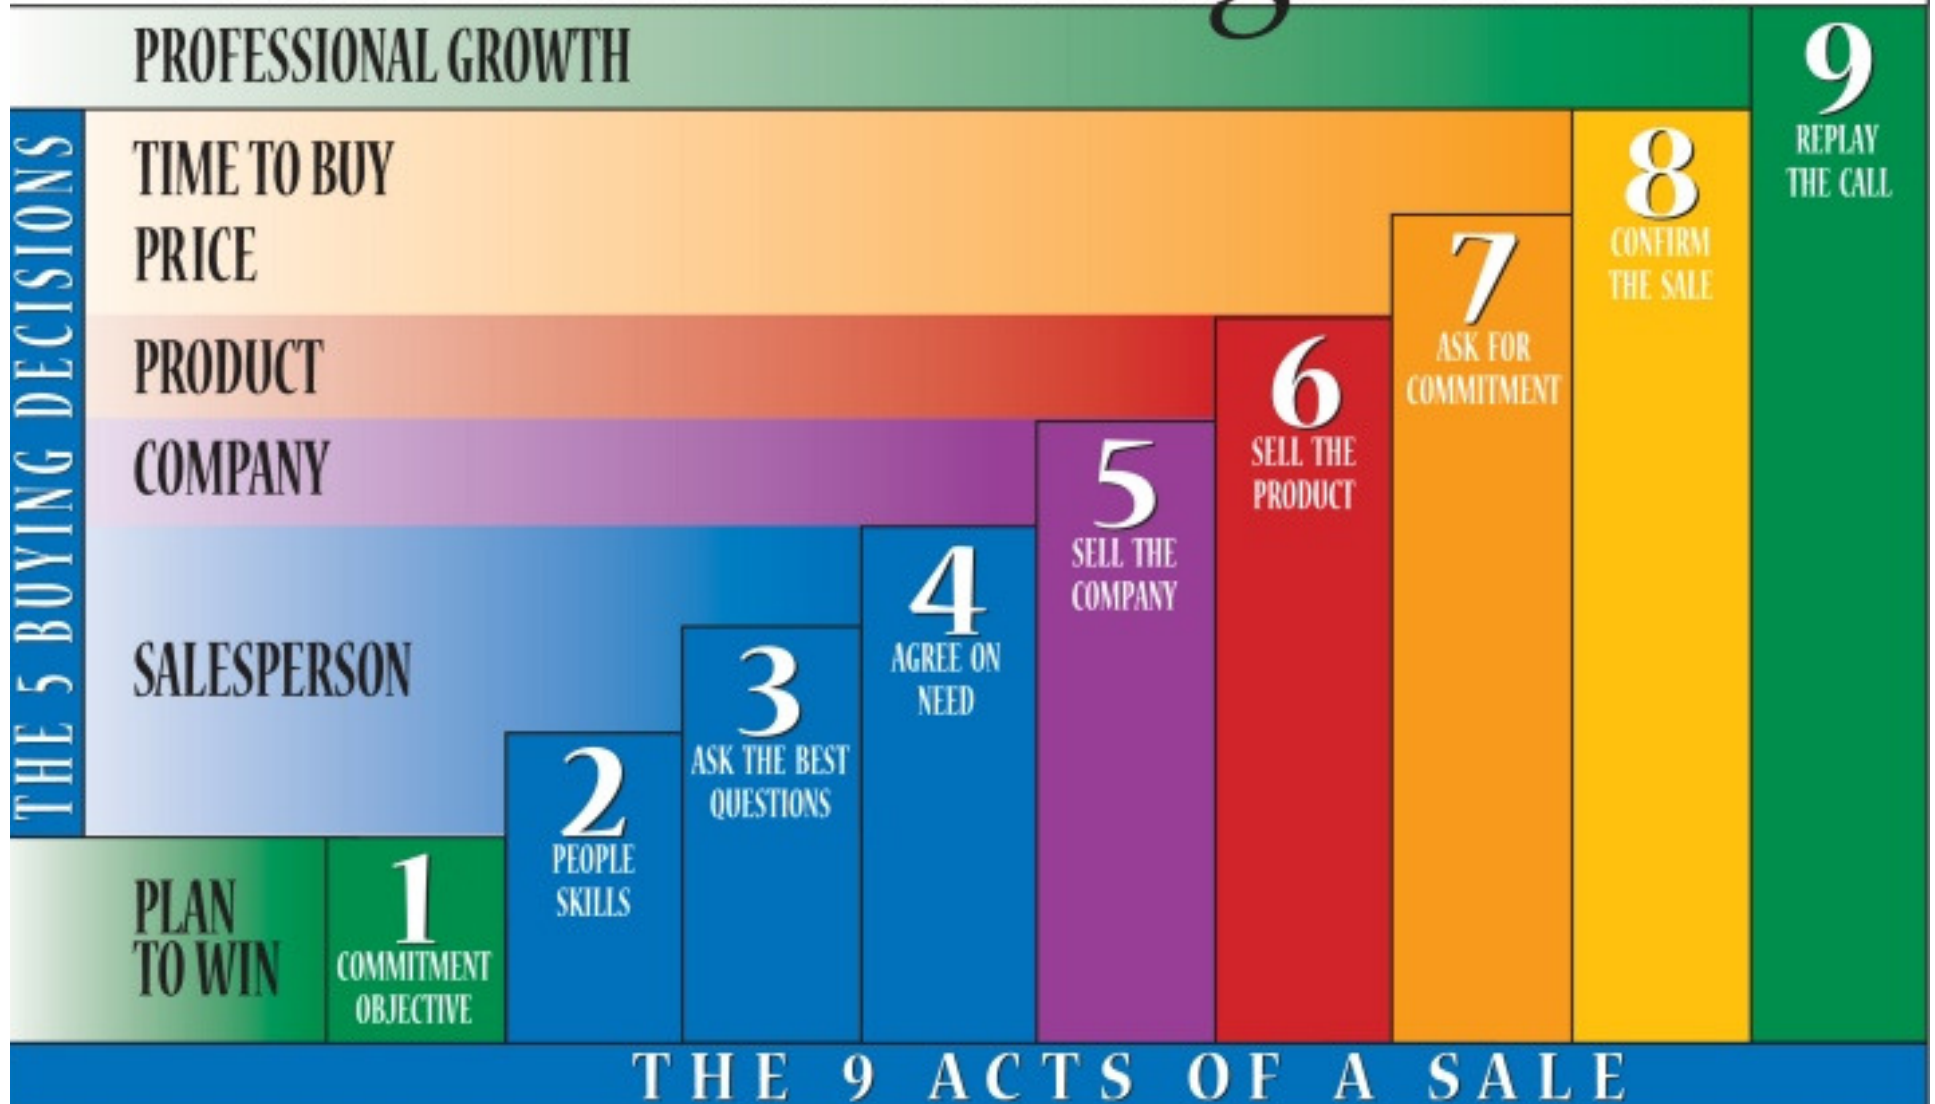 PROFESSIONAL GROWTH
THE 5 BUYING DECISIONS
TIME TO BUY
PRICE
PRODUCT
COMPANY
SALESPERSON
PLAN
TO WIN
1
COMMITMENT
OBJECTIVE
2
PEOPLE
SKILLS
3
ASK THE BEST
QUESTIONS
4
AGREE ON
NEED
5
SELL THE
COMPANY
6
SELL THE
PRODUCT
7
ASK FOR
COMMITMENT
8
CONFIRM
THE SALE
9
REPLAY
THE CALL
THE 9 ACTS OF A SALE